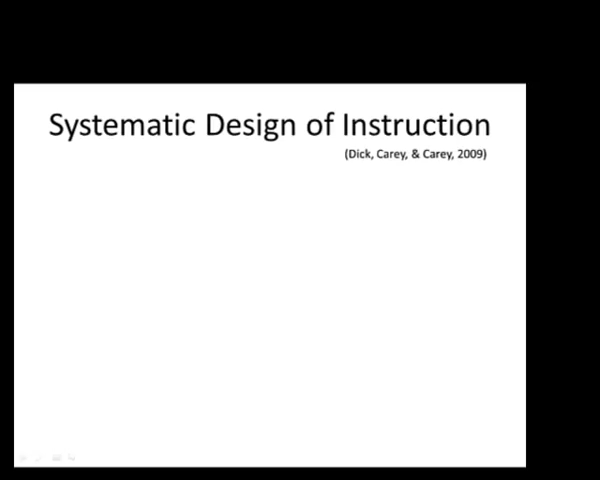 Systematic Design of Instruction
(Dick, Carey, & Carey, 2009)